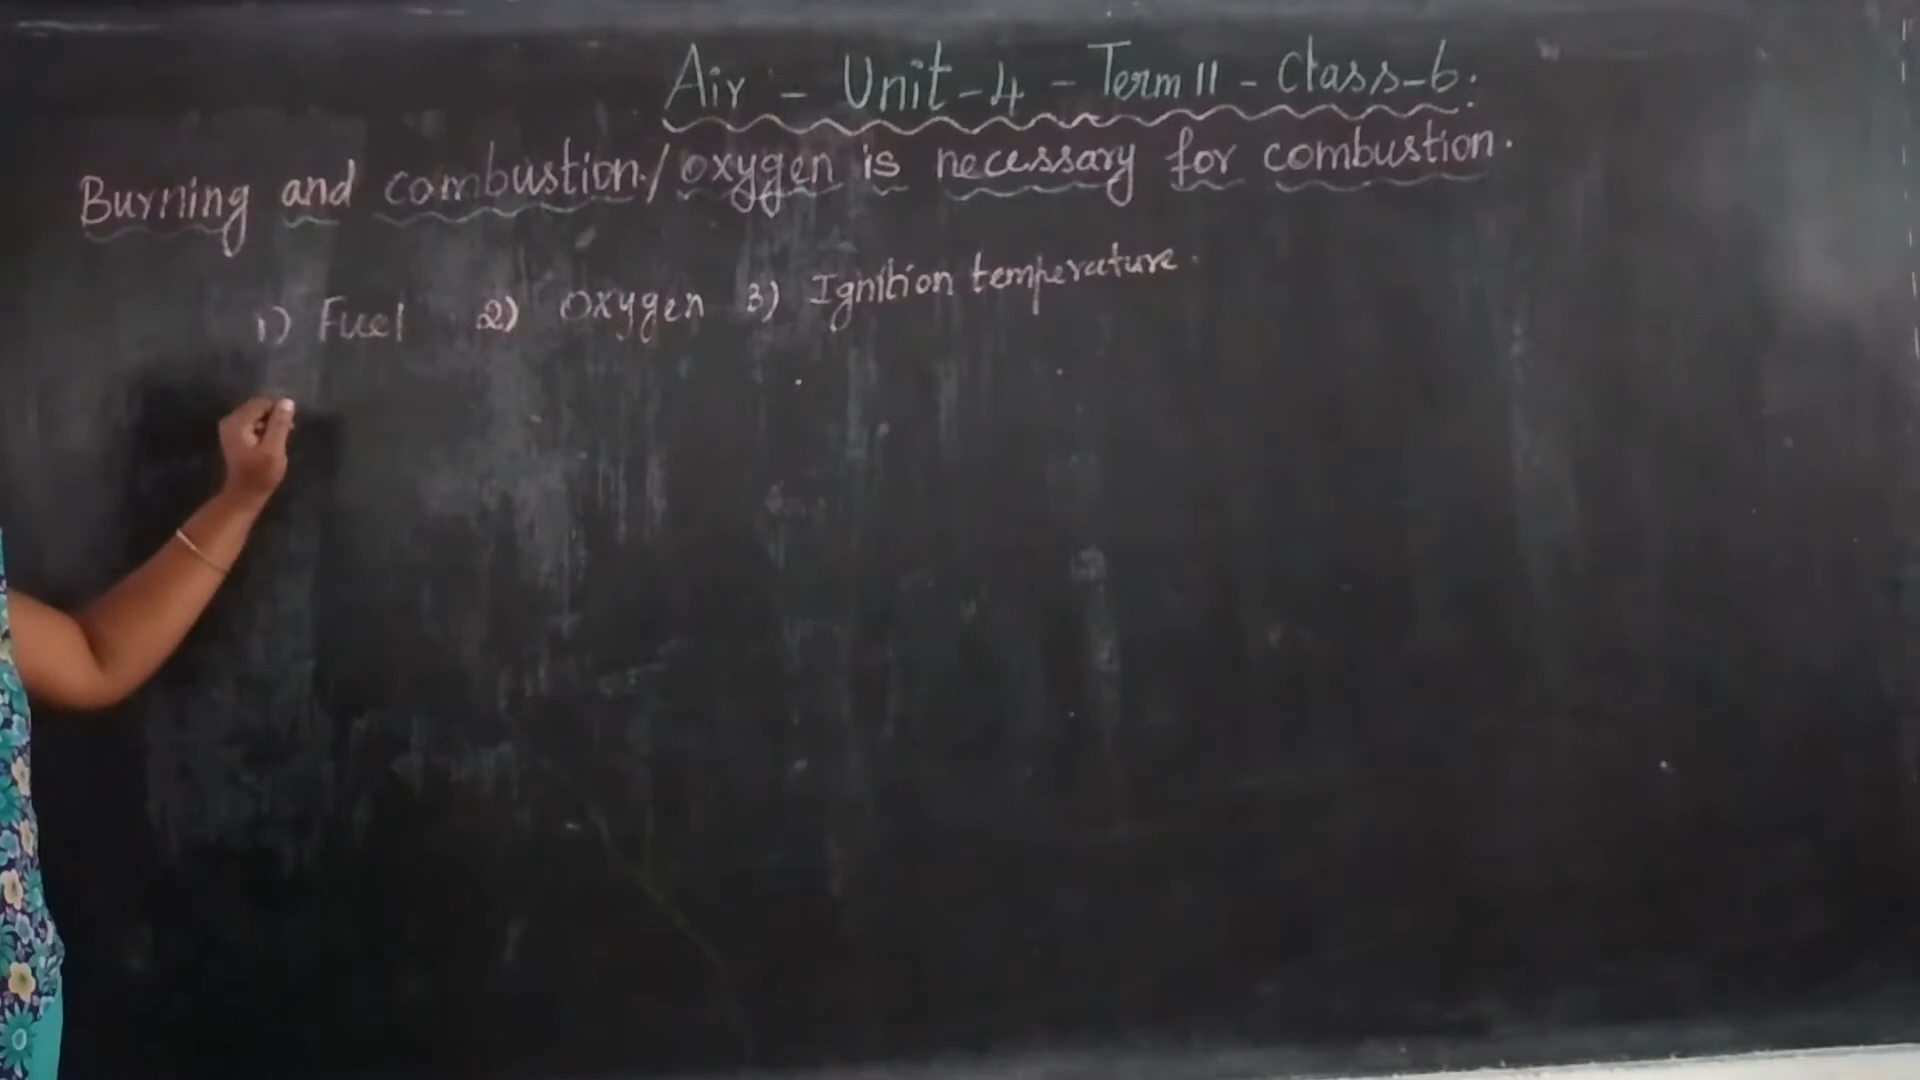 Air - Unit-4 - Term II - Class-6.
Burning and combustion./oxygen is necessary for combustion.
1) Fuel 2) Oxygen 3) Ignition temperature.